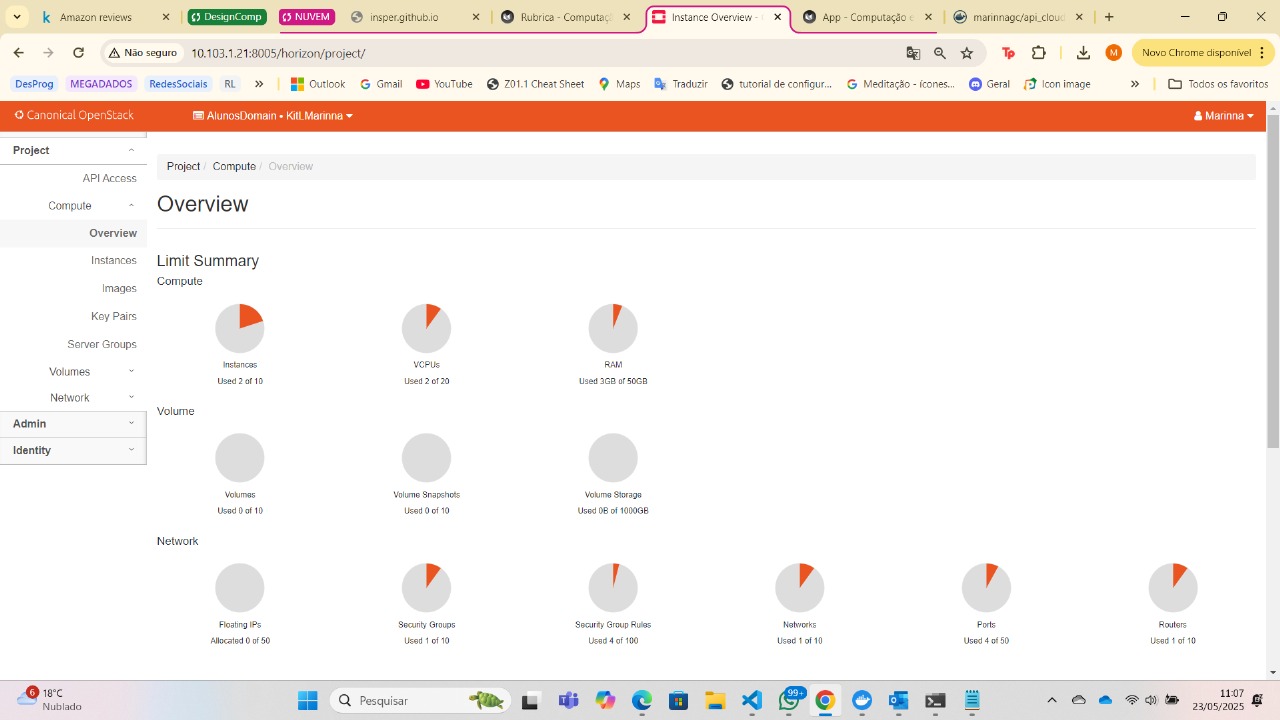 Amazon review
DesignComp
NUVEM
insper.github.io
Rubrica - Computaçã
Instance Overview -
App - Computação e
marinnagc/api_cloud
Não seguro
10.103.1.21:8005/horizon/project/
M
Novo Chrome disponível
DesProg
MEGADADOS
RedesSociais
RL
Outlook
Gmail
YouTube
Z01.1 Cheat Sheet
Maps
Traduzir
tutorial de configur...
Meditação - ícones...
Geral
Icon image
Todos os favoritos
Canonical OpenStack
AlunosDomain • KitLMarinna
Marinna
Project
API Access
Compute
Overview
Instances
Images
Key Pairs
Server Groups
Volumes
Network
Admin
Identity
Project / Compute / Overview
Overview
Limit Summary
Compute
Instances
Used 2 of 10
VCPUs
Used 2 of 20
RAM
Used 3GB of 50GB
Volume
Volumes
Used 0 of 10
Volume Snapshots
Used 0 of 10
Volume Storage
Used 0B of 1000GB
Network
Floating IPs
Allocated 0 of 50
Security Groups
Used 1 of 10
Security Group Rules
Used 4 of 100
Networks
Used 1 of 10
Ports
Used 4 of 50
Routers
Used 1 of 10
6
18°C
Nublado
Pesquisar
99+
11:07
23/05/2025